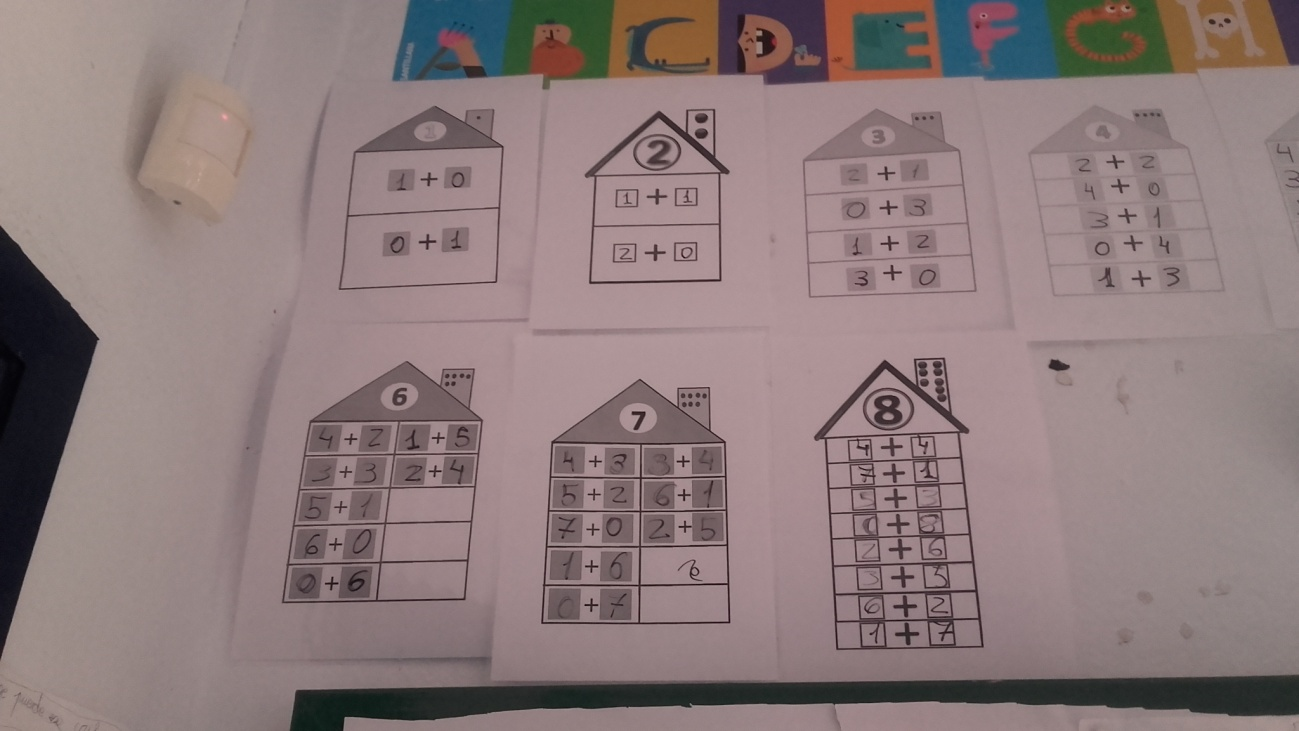 A B C D E F G H
1
1 + 0
0 + 1
2
1 + 1
2 + 0
3
2 + 1
0 + 3
1 + 2
3 + 0
4
2 + 2
4 + 0
3 + 1
0 + 4
1 + 3
4
3
6
4 + 2 1 + 5
3 + 3 2 + 4
5 + 1
6 + 0
0 + 6
7
4 + 3 3 + 4
5 + 2 6 + 1
7 + 0 2 + 5
1 + 6
0 + 7
8
4 + 4
7 + 1
5 + 3
+ 8
2 + 6
3 + 5
6 + 2
1 + 7